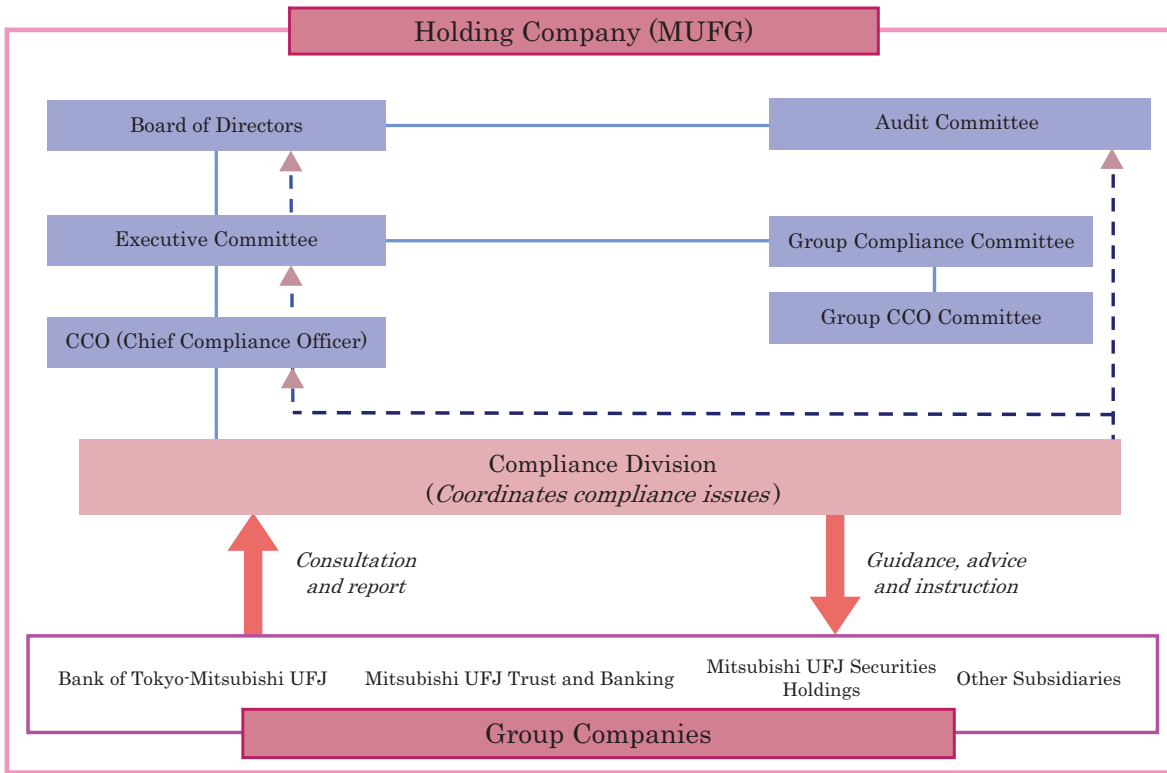 Holding Company (MUFG)
Board of Directors
Audit Committee
Executive Committee
Group Compliance Committee
CCO (Chief Compliance Officer)
Group CCO Committee
Compliance Division
(Coordinates compliance issues)
Consultation
and report
Guidance, advice
and instruction
Bank of Tokyo-Mitsubishi UFJ
Mitsubishi UFJ Trust and Banking
Mitsubishi UFJ Securities
Holdings
Other Subsidiaries
Group Companies